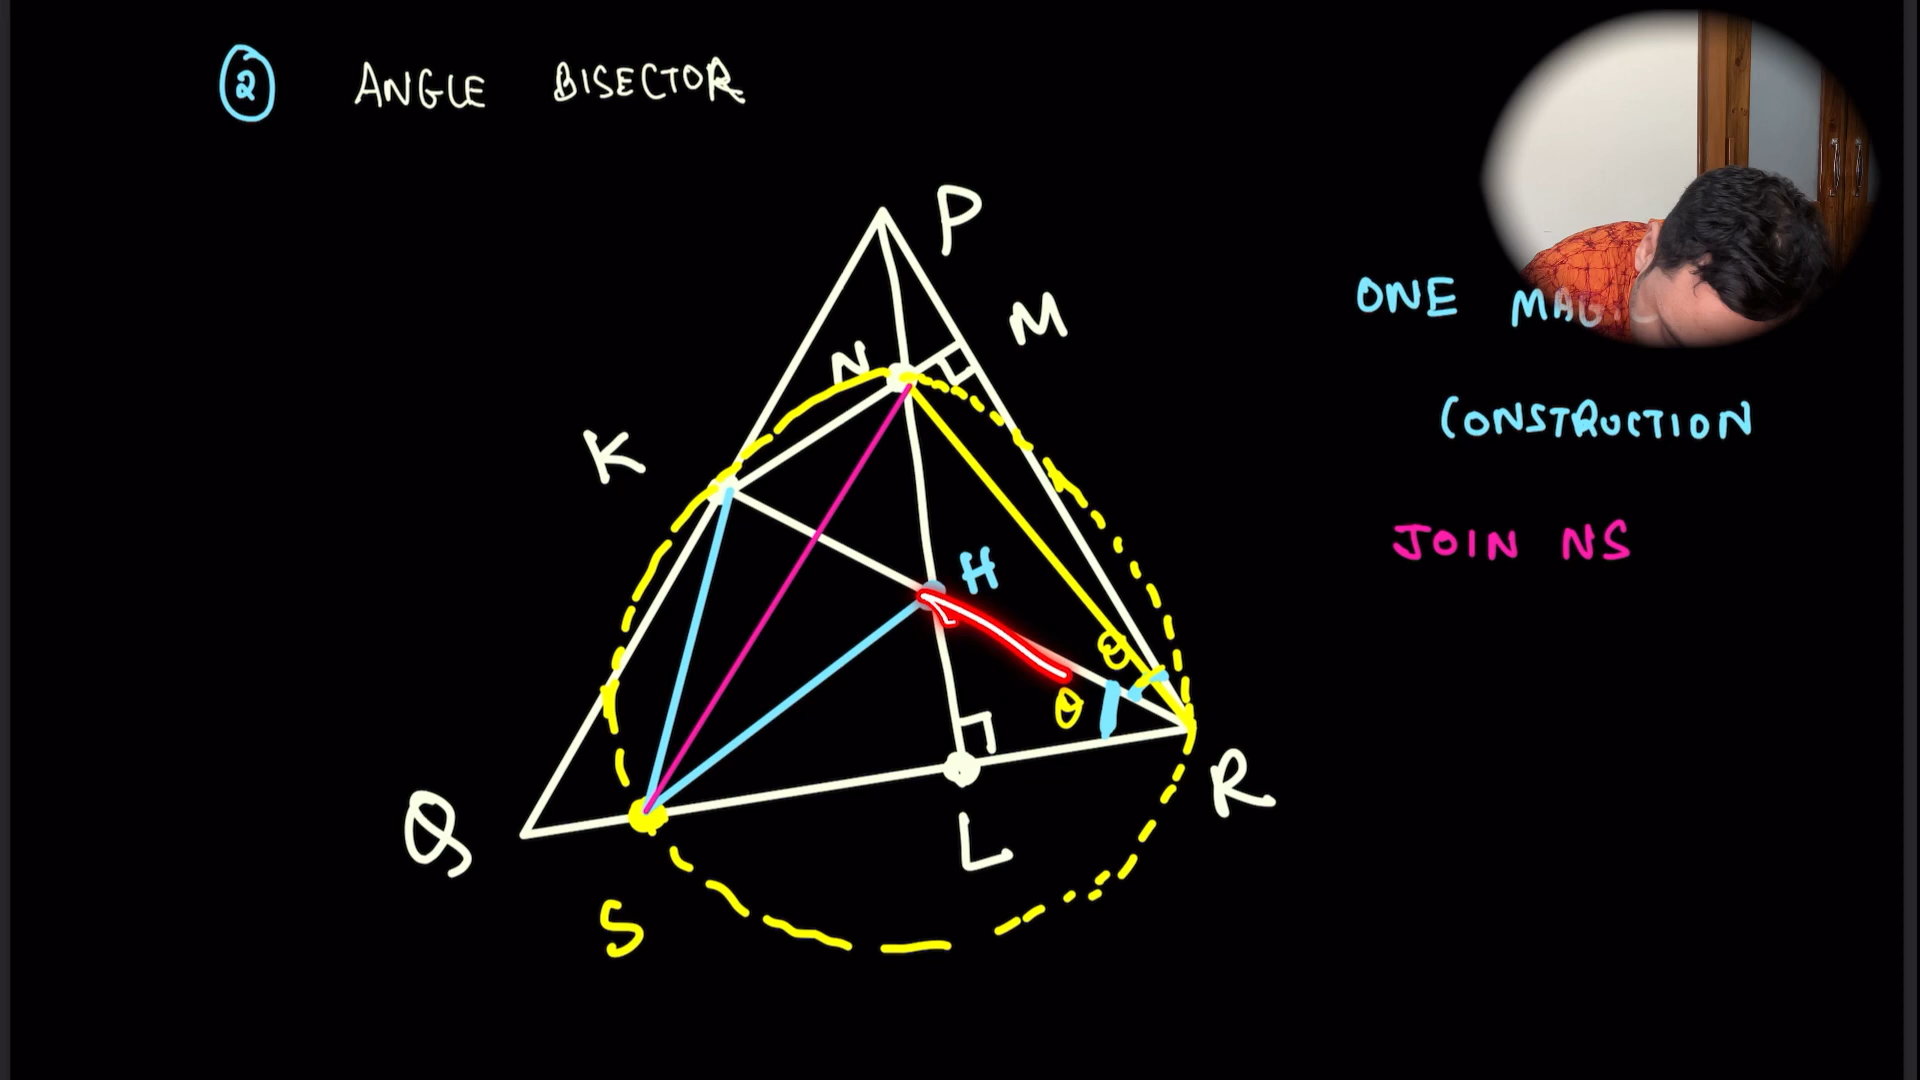 ② ANGLE BISECTOR
P
M
ONE
N
CONSTRUCTION
K
JOIN NS
H
θ
θ
R
Q
L
S